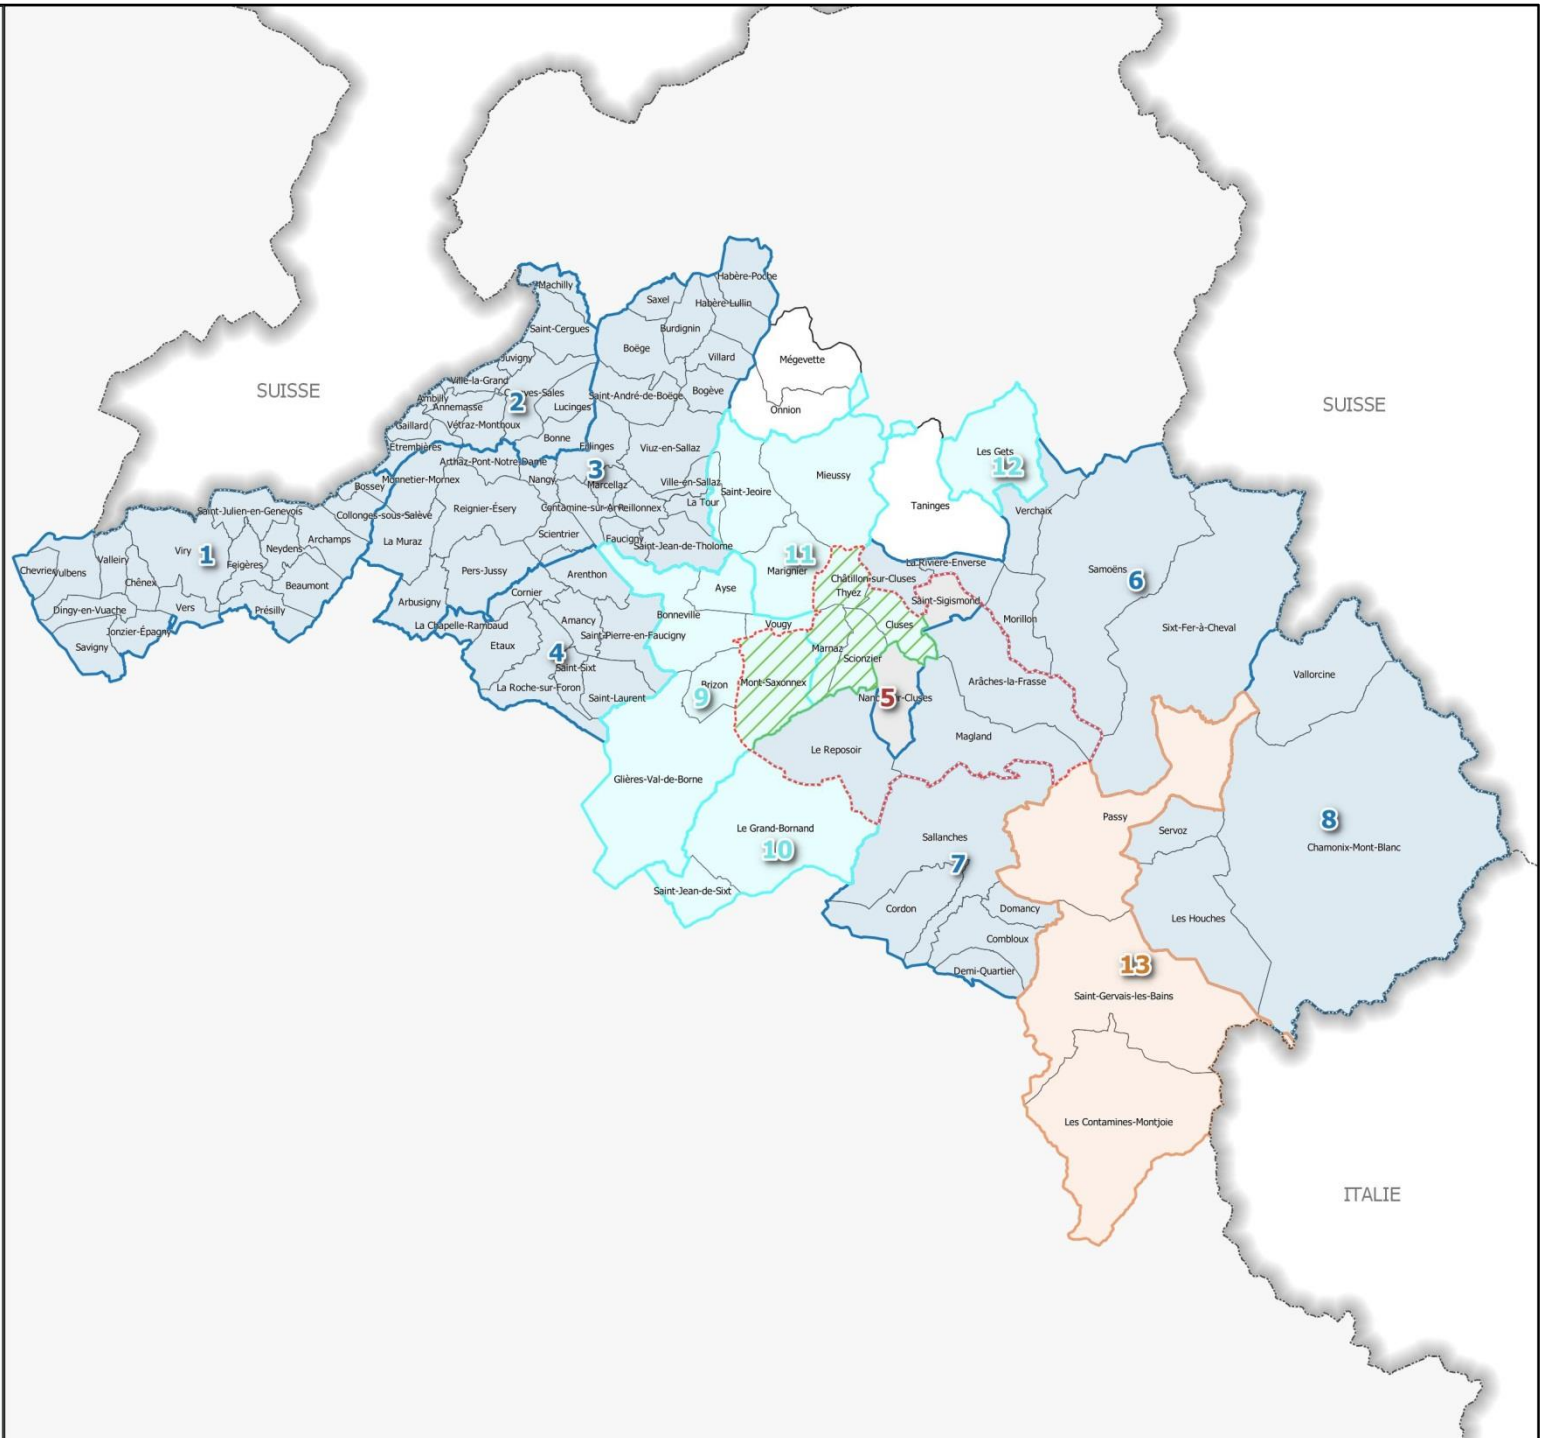 Habère-Poche
Machilly
Saxel
Habère-Lullin
Saint-Cergues
Burdignin
Boëge
Juvigny
Villard
Mégevette
Ville-la-Grand
SUISSE
Bogève
Cranves-Sales
Saint-André-de-Boëge
Ambilly
2
Annemasse
Lucinges
SUISSE
Onnion
Gaillard
Vétraz-Monthoux
Bonne
Étrembières
Fillinges
Viuz-en-Sallaz
Les Gets
12
Arthaz-Pont-Notre-Dame
3
Mieussy
Monnetier-Mornex
Nangy
Bossey
Marcellaz
Ville-en-Sallaz
Saint-Jeoire
La Tour
Taninges
Saint-Julien-en-Genevois
Collonges-sous-Salève
Reignier-Ésery
Contamine-sur-Arve
Peillonnex
Verchaix
Archamps
La Muraz
Scientrier
Faucigny
Saint-Jean-de-Tholome
Viry
1
Neydens
11
Valleiry
Feigères
La Rivière-Enverse
Chevrier
Vulbens
Pers-Jussy
Arenthon
Marignier
Châtillon-sur-Cluses
Samoëns
6
Chênex
Beaumont
Cornier
Ayse
Thyez
Saint-Sigismond
Dingy-en-Vuache
Vers
Présilly
Arbusigny
Bonneville
Morillon
Jonzier-Épagny
La Chapelle-Rambaud
Amancy
Vougy
Cluses
Sixt-Fer-à-Cheval
Savigny
Etaux
4
Saint-Pierre-en-Faucigny
Marnaz
Scionzier
Saint-Sixt
Vallorcine
La Roche-sur-Foron
Saint-Laurent
Brizon
9
Mont-Saxonnex
Nancy-sur-Cluses
5
Arâches-la-Frasse
Le Reposoir
Magland
Glières-Val-de-Borne
Passy
8
Le Grand-Bornand
10
Sallanches
Servoz
Chamonix-Mont-Blanc
7
Saint-Jean-de-Sixt
Cordon
Domancy
Les Houches
Combloux
Demi-Quartier
13
Saint-Gervais-les-Bains
Les Contamines-Montjoie
ITALIE